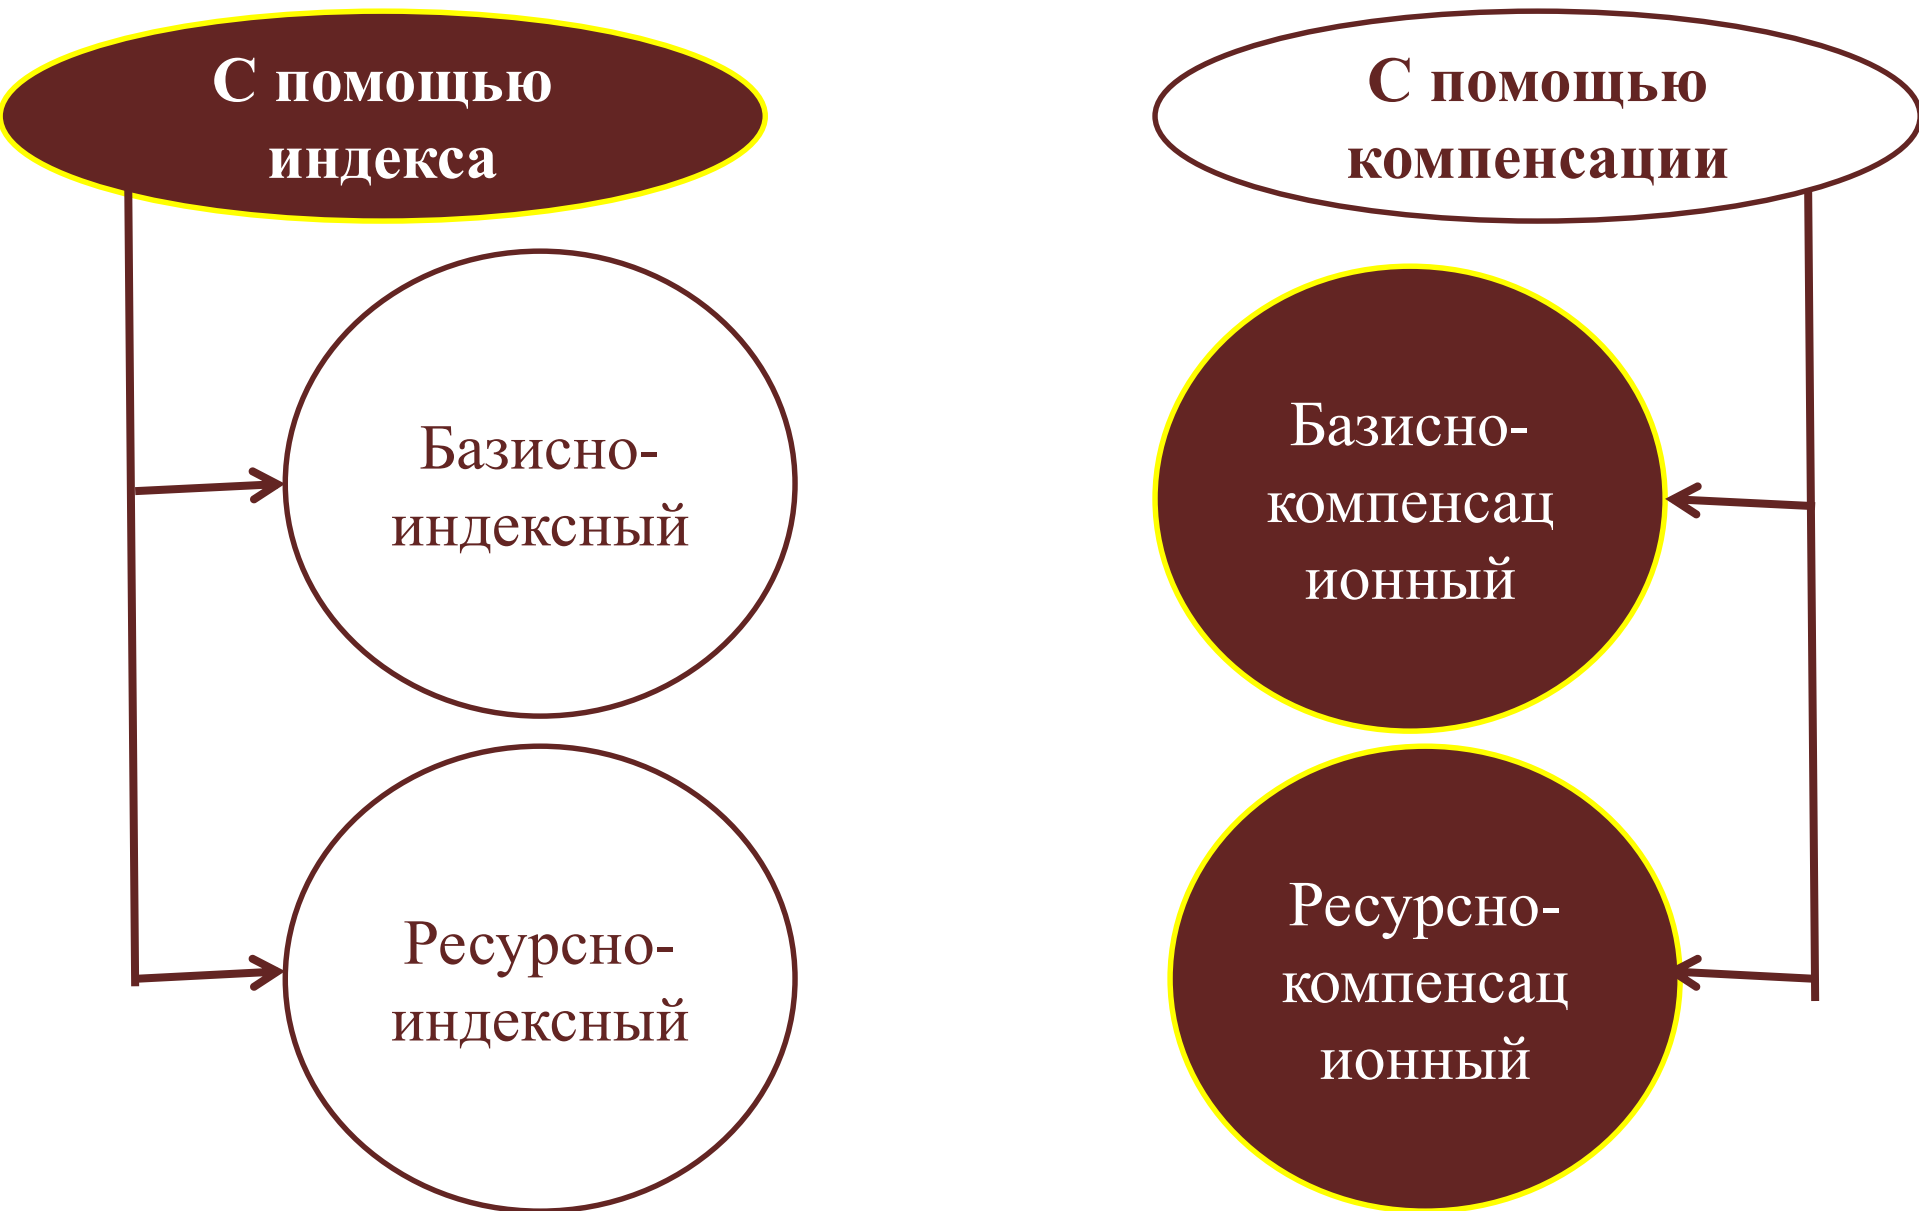 С помощью
индекса
Базисно-
индексный
Ресурсно-
индексный
С помощью
компенсации
Базисно-
компенсац
ионный
Ресурсно-
компенсац
ионный